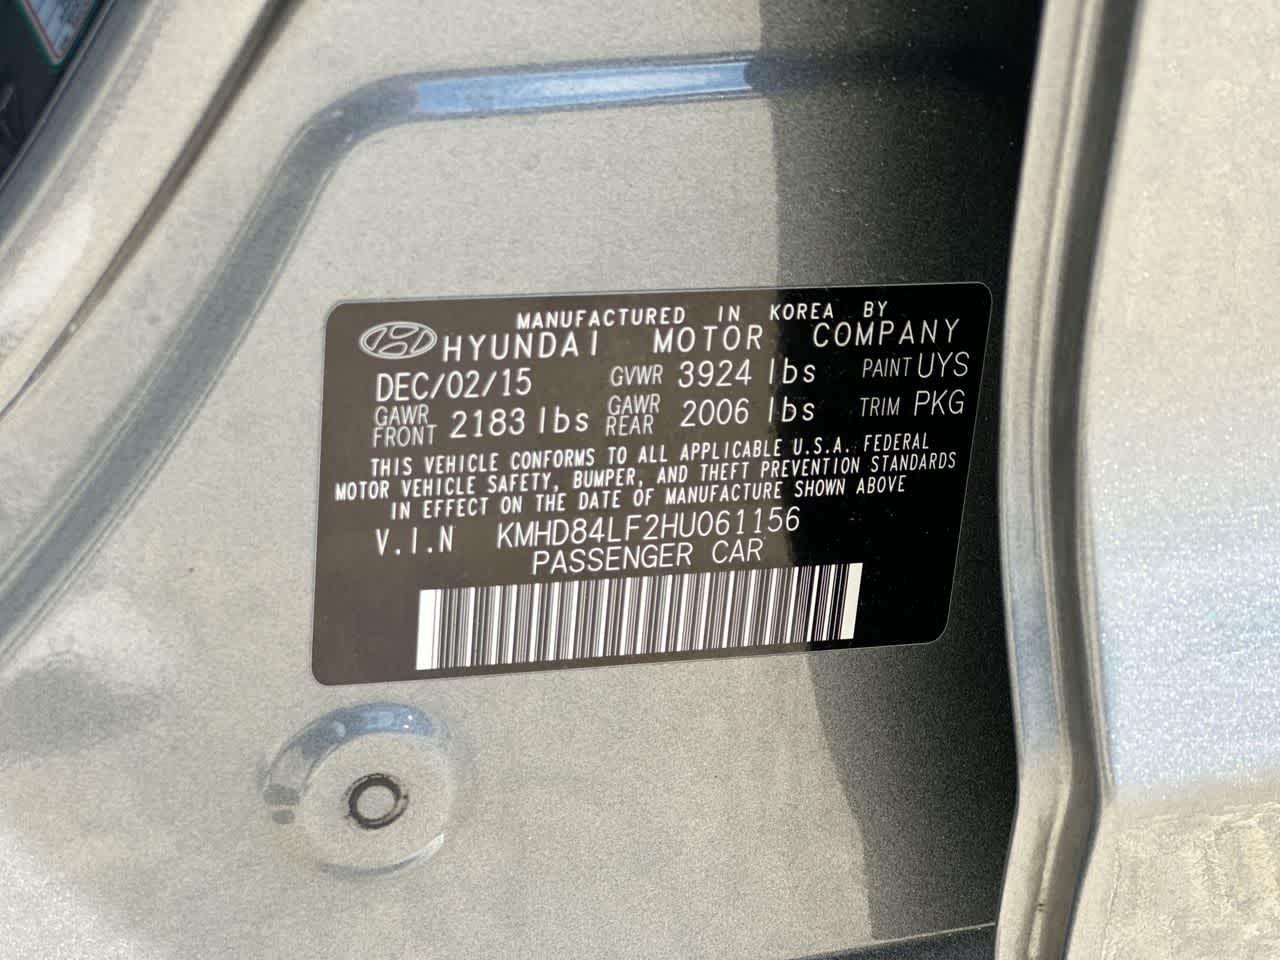 MANUFACTURED IN KOREA BY
HYUNDAI MOTOR COMPANY
DEC/02/15 GVWR 3924 lbs PAINT UYS
GAWR FRONT 2183 lbs GAWR REAR 2006 lbs TRIM PKG
THIS VEHICLE CONFORMS TO ALL APPLICABLE U.S.A. FEDERAL
MOTOR VEHICLE SAFETY, BUMPER, AND THEFT PREVENTION STANDARDS
IN EFFECT ON THE DATE OF MANUFACTURE SHOWN ABOVE
V.I.N KMHD84LF2HU061156
PASSENGER CAR